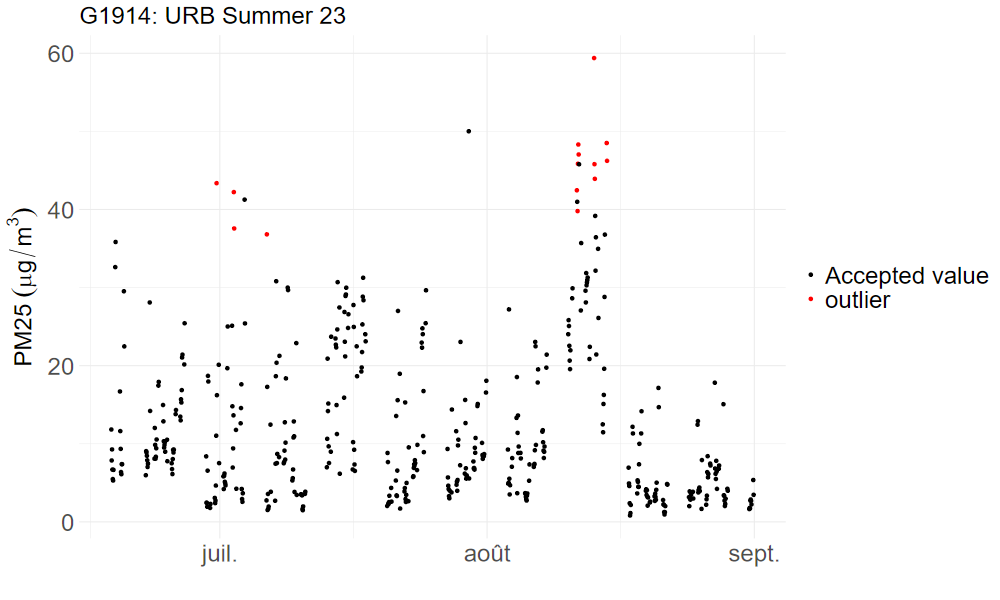 G1914: URB Summer 23
60
40
20
0
PM25 (μg/m³)
juil.
août
sept.
Accepted value
outlier